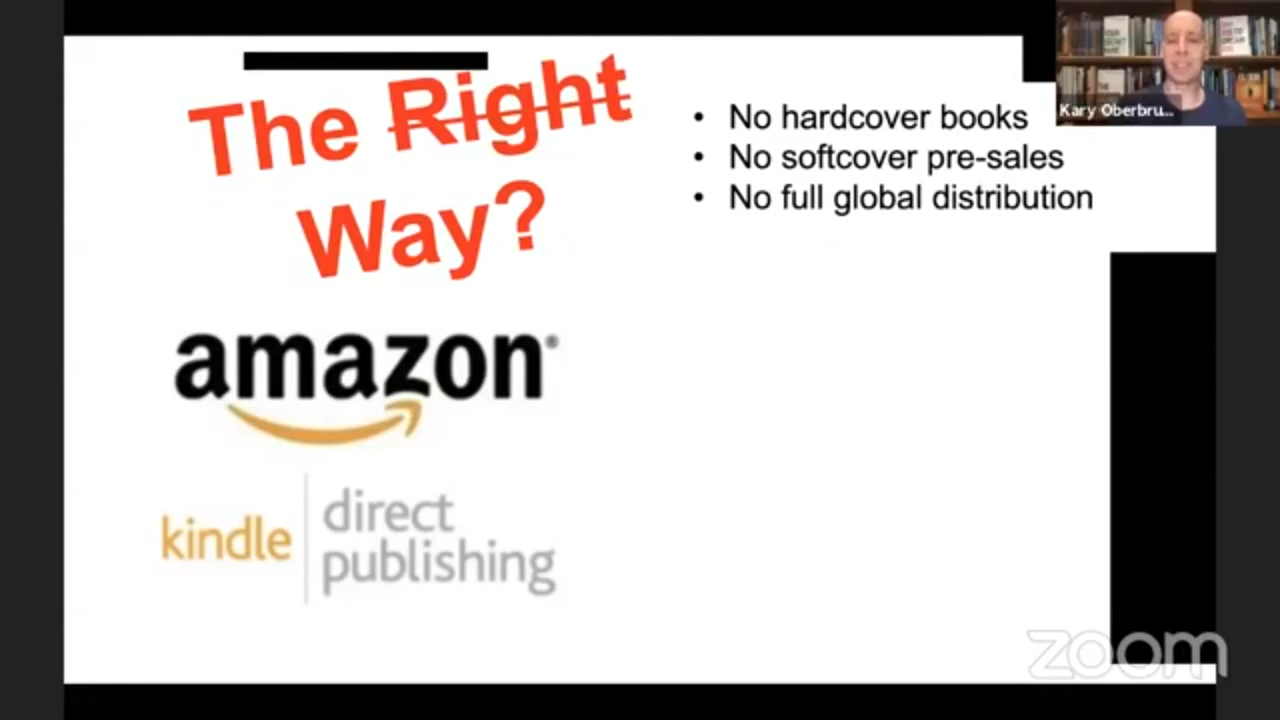 The Right
Way?
• No hardcover books
• No softcover pre-sales
• No full global distribution
Kary Oberbru...
amazon®
kindle | direct
publishing
zoom